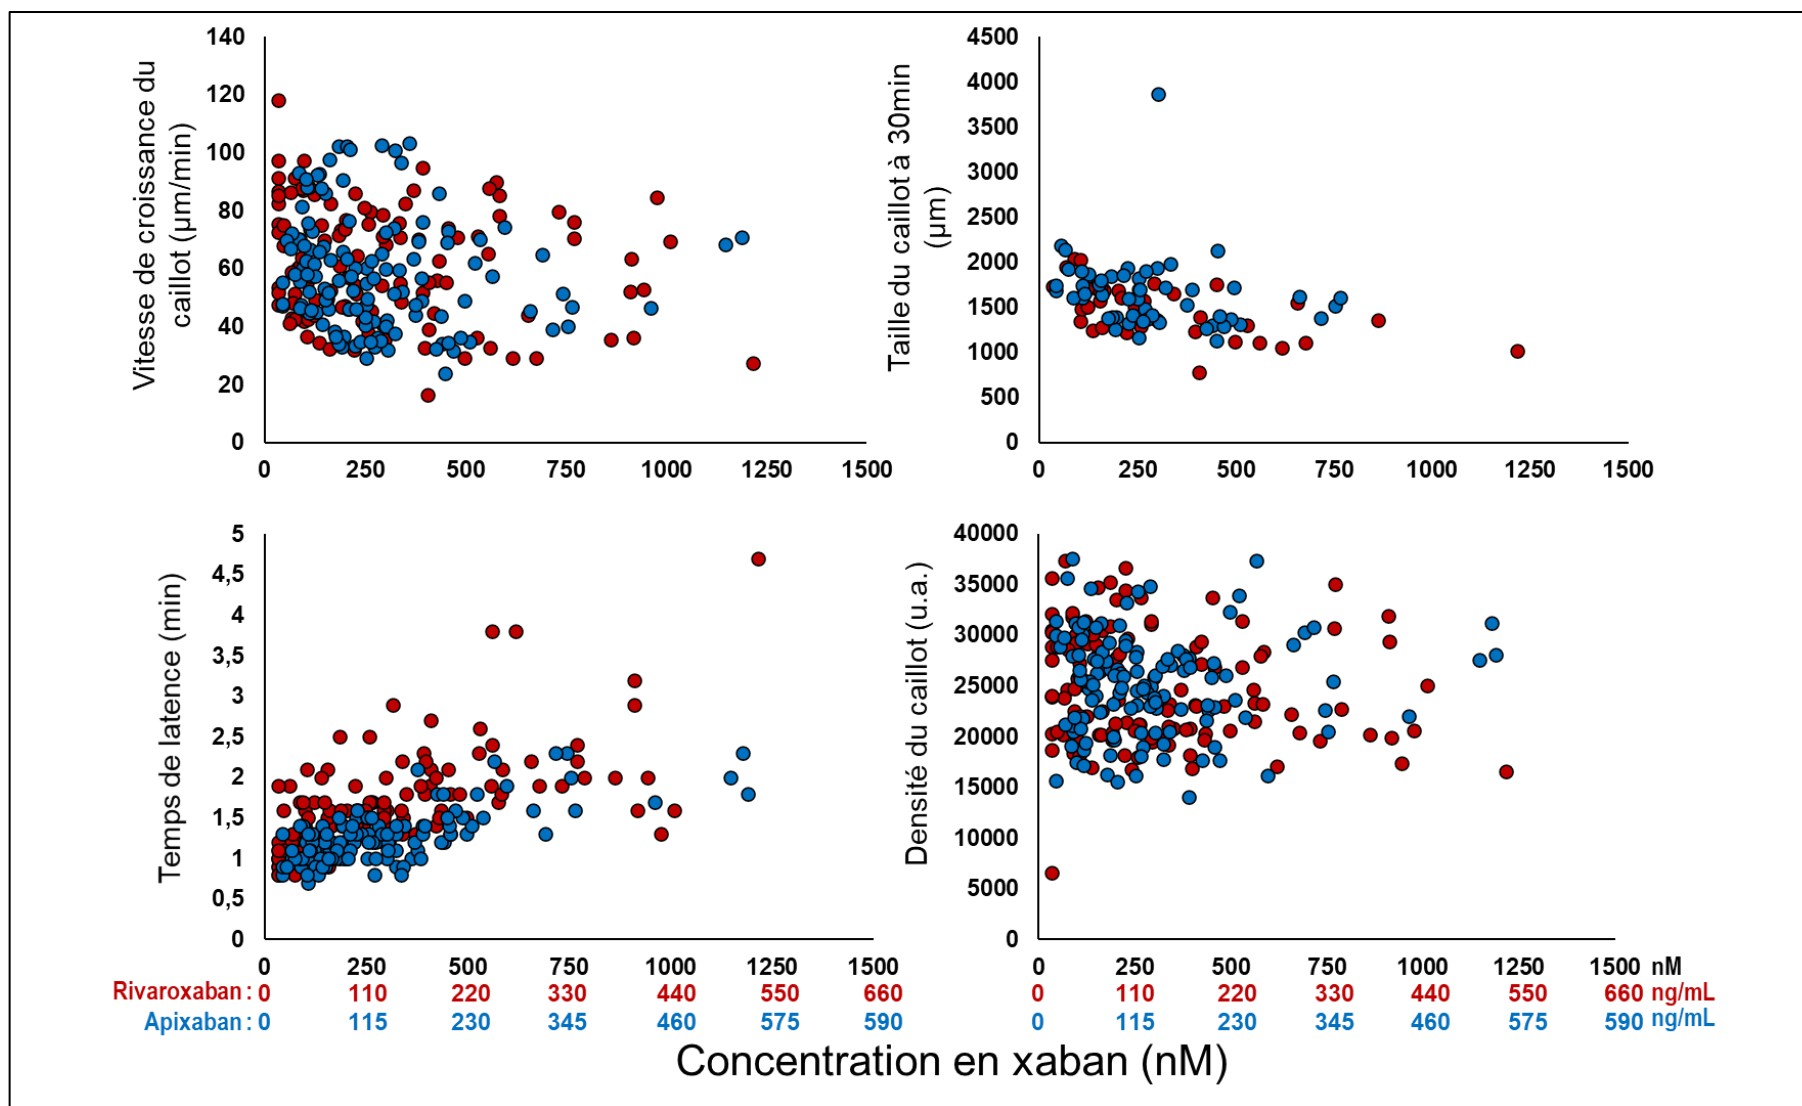 Vitesse de croissance du
caillot (µm/min)
140
120
100
80
60
40
20
0
0 250 500 750 1000 1250 1500
Taille du caillot à 30min
(µm)
4500
4000
3500
3000
2500
2000
1500
1000
500
0
0 250 500 750 1000 1250 1500
Temps de latence (min)
5
4,5
4
3,5
3
2,5
2
1,5
1
0,5
0
0 250 500 750 1000 1250 1500
Densité du caillot (u.a.)
40000
35000
30000
25000
20000
15000
10000
5000
0
0 250 500 750 1000 1250 1500 nM
Rivaroxaban : 0 110 220 330 440 550 660
0 110 220 330 440 550 660 ng/mL
Apixaban : 0 115 230 345 460 575 590
0 115 230 345 460 575 590 ng/mL
Concentration en xaban (nM)